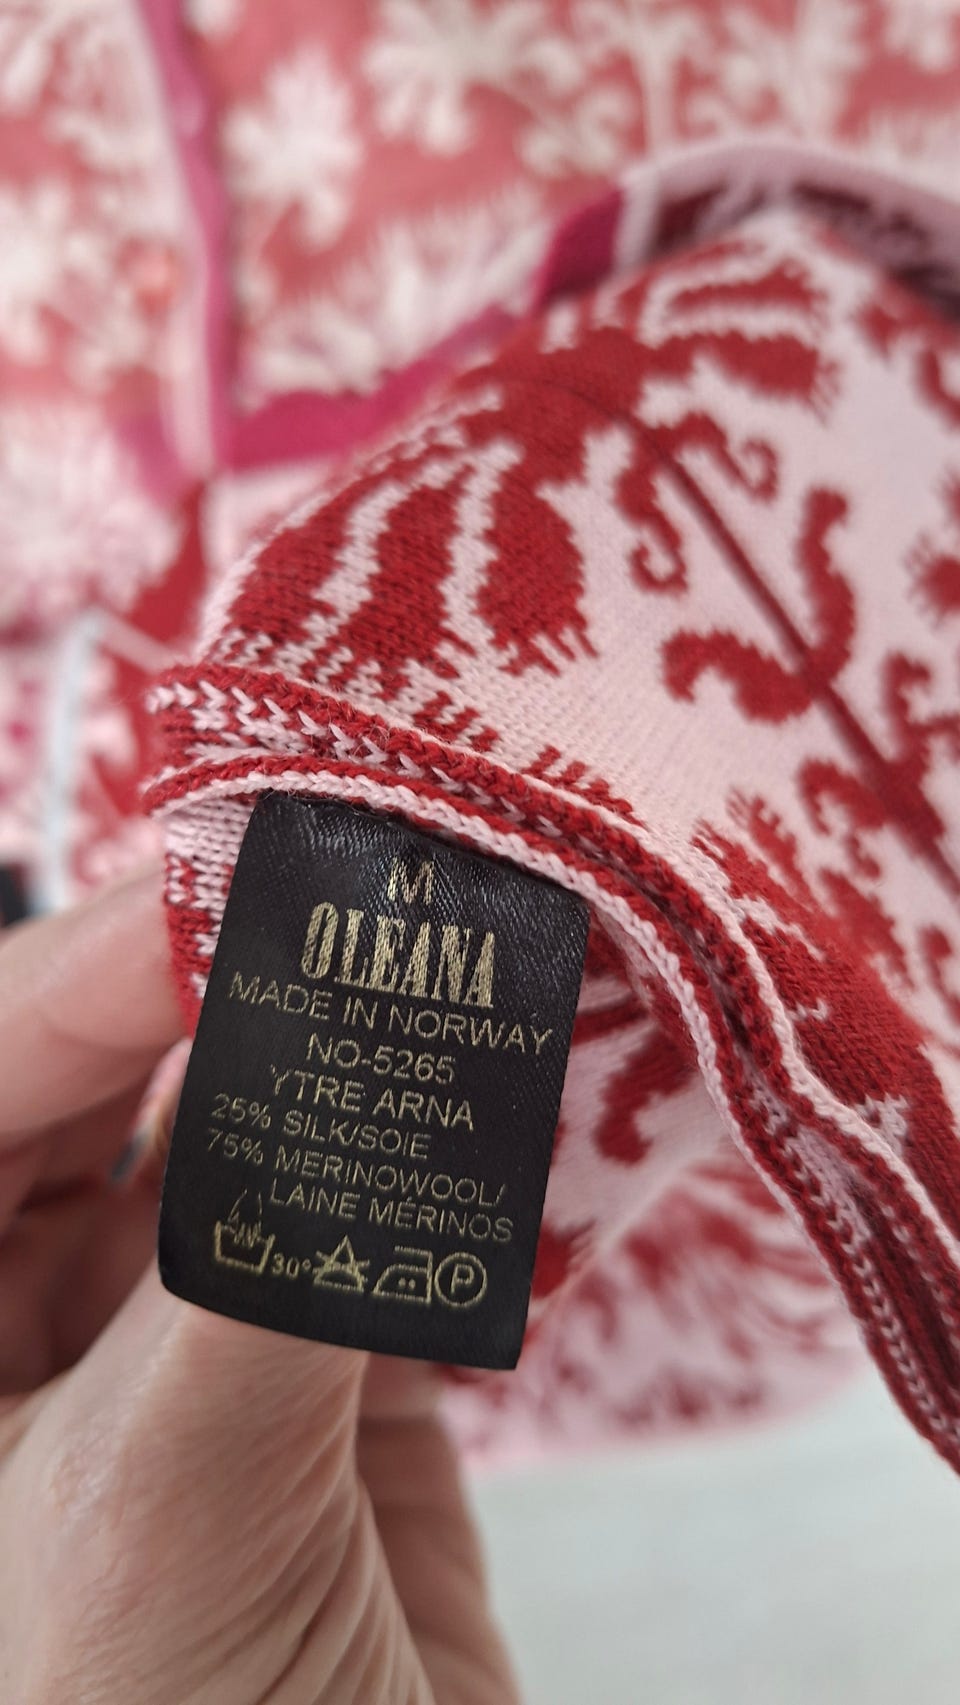 M
OLEANA
MADE IN NORWAY
NO-5265
YTRE ARNA
25% SILK/SOIE
75% MERINOWOOL/
LAINE MÉRINOS
30° P